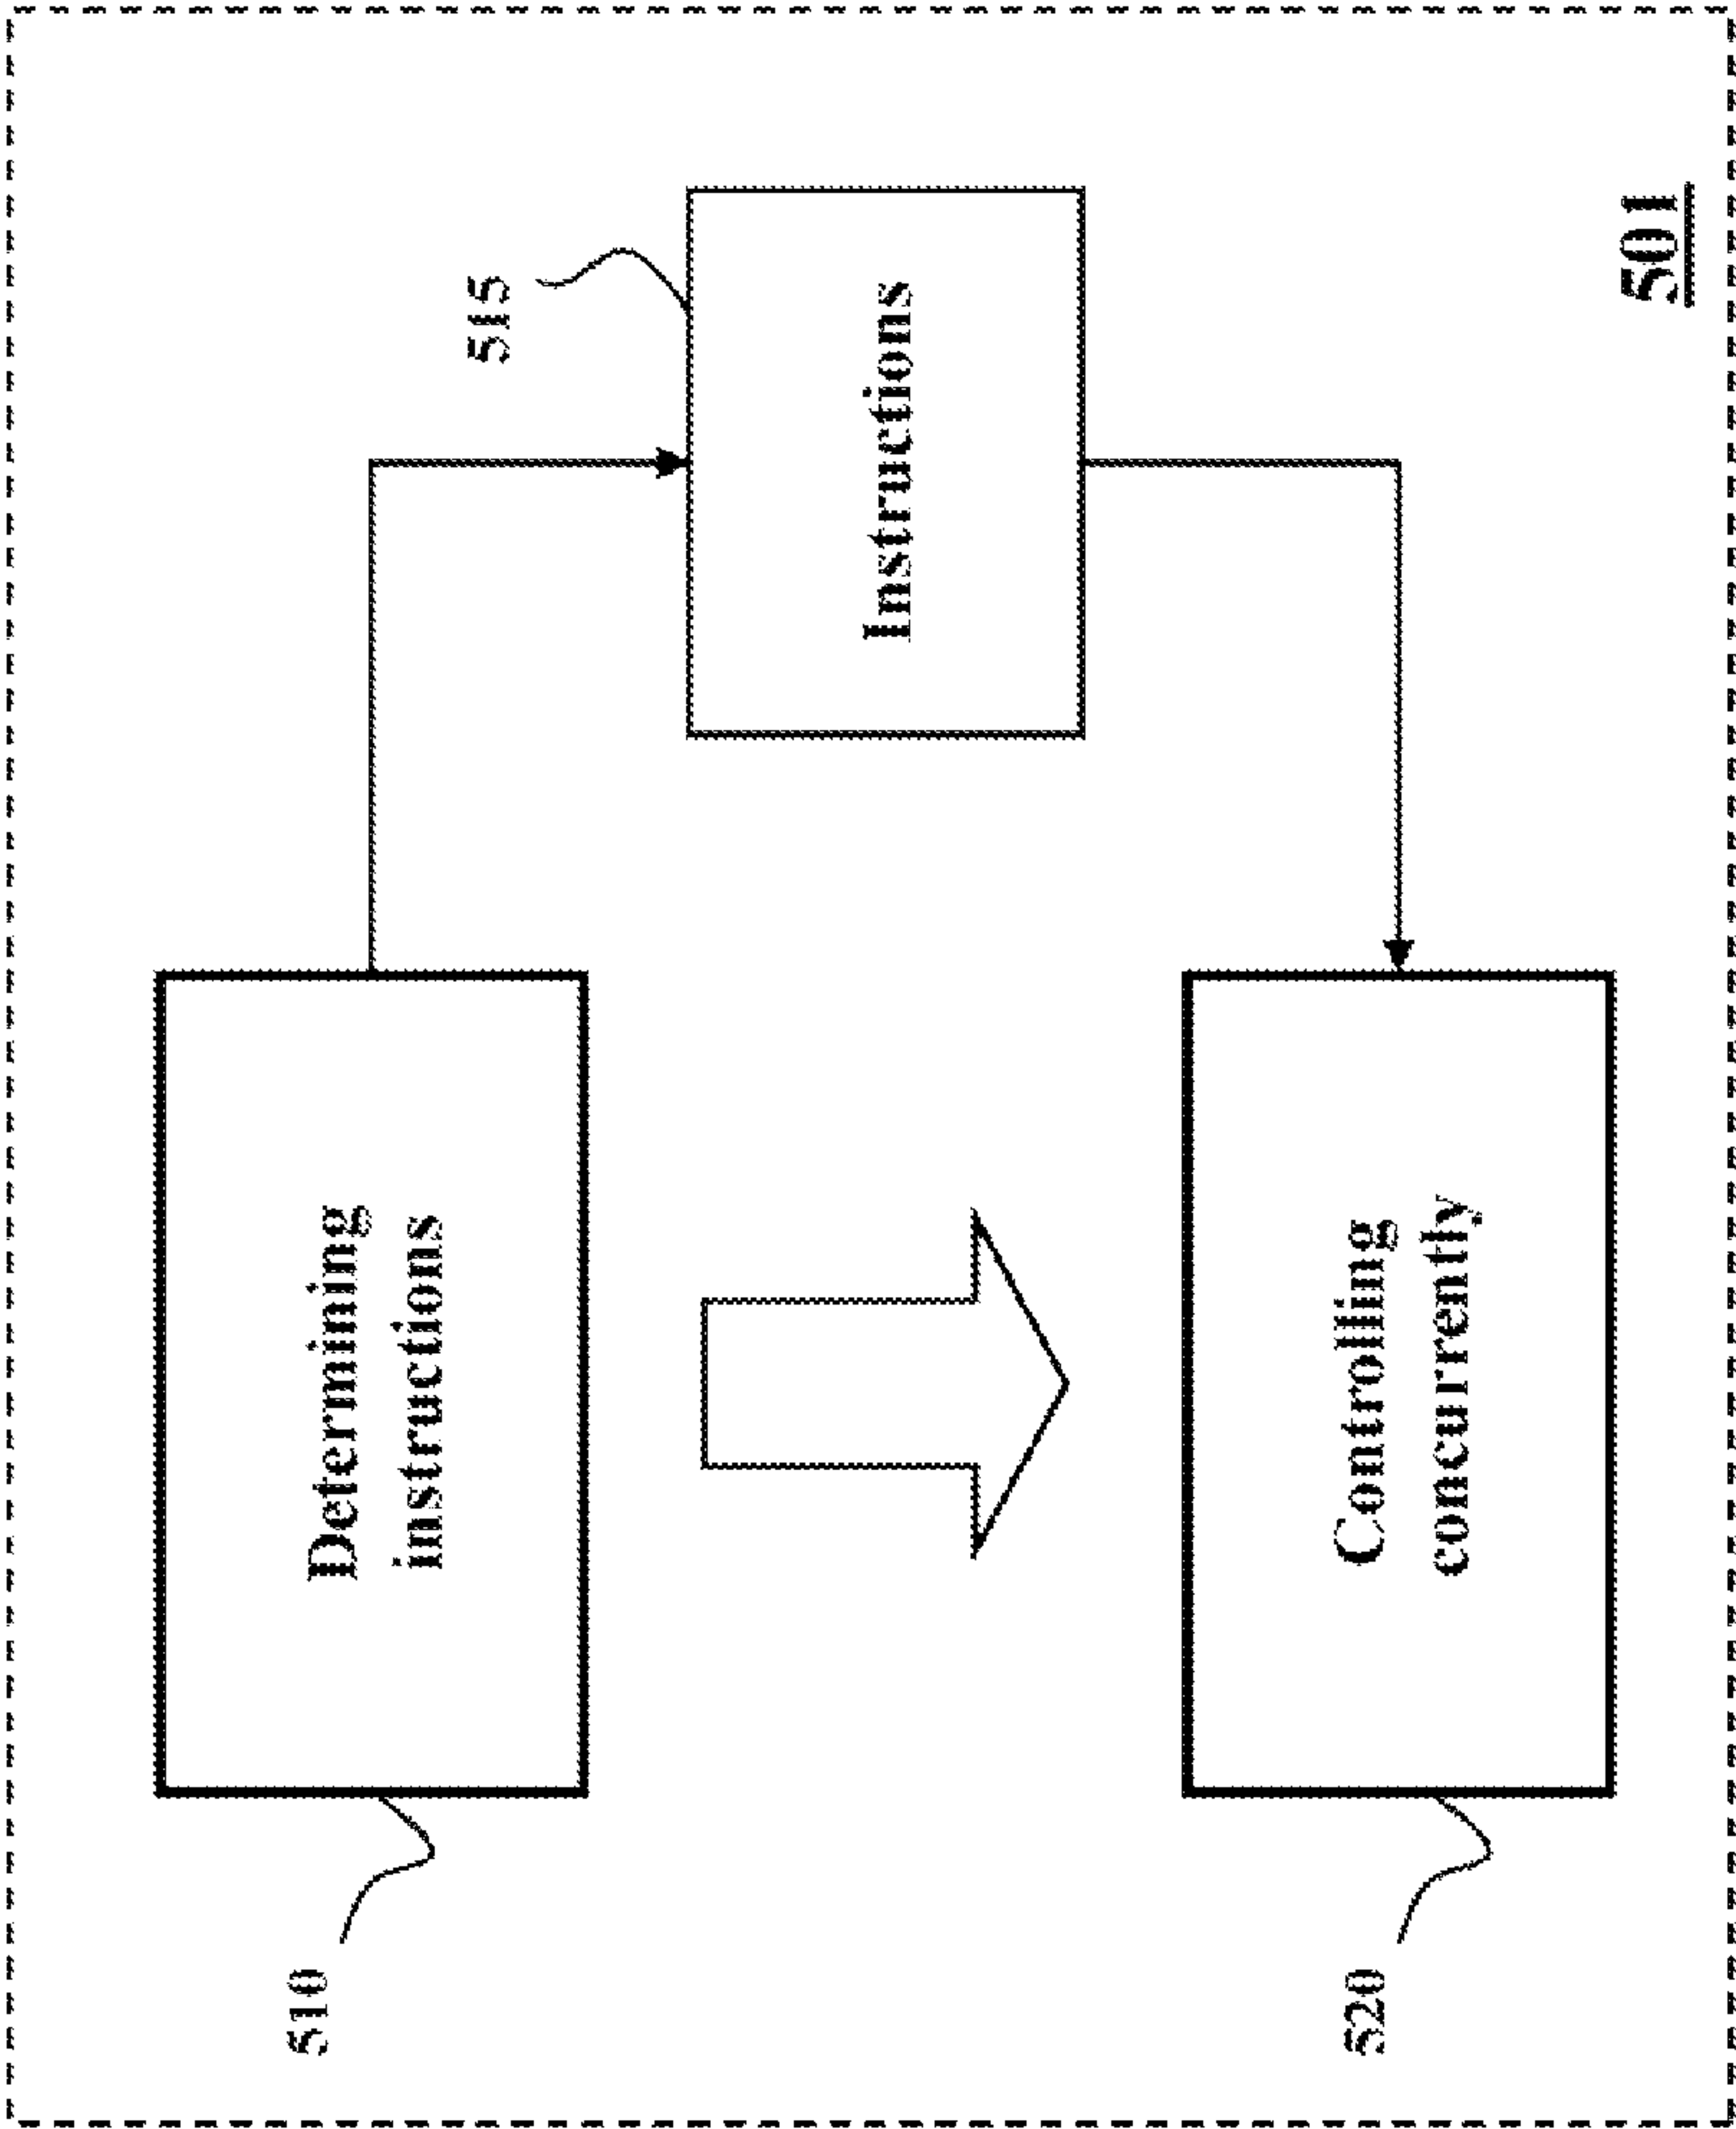 510
Determining
instructions
515
Instructions
520
Controlling
concurrently
501